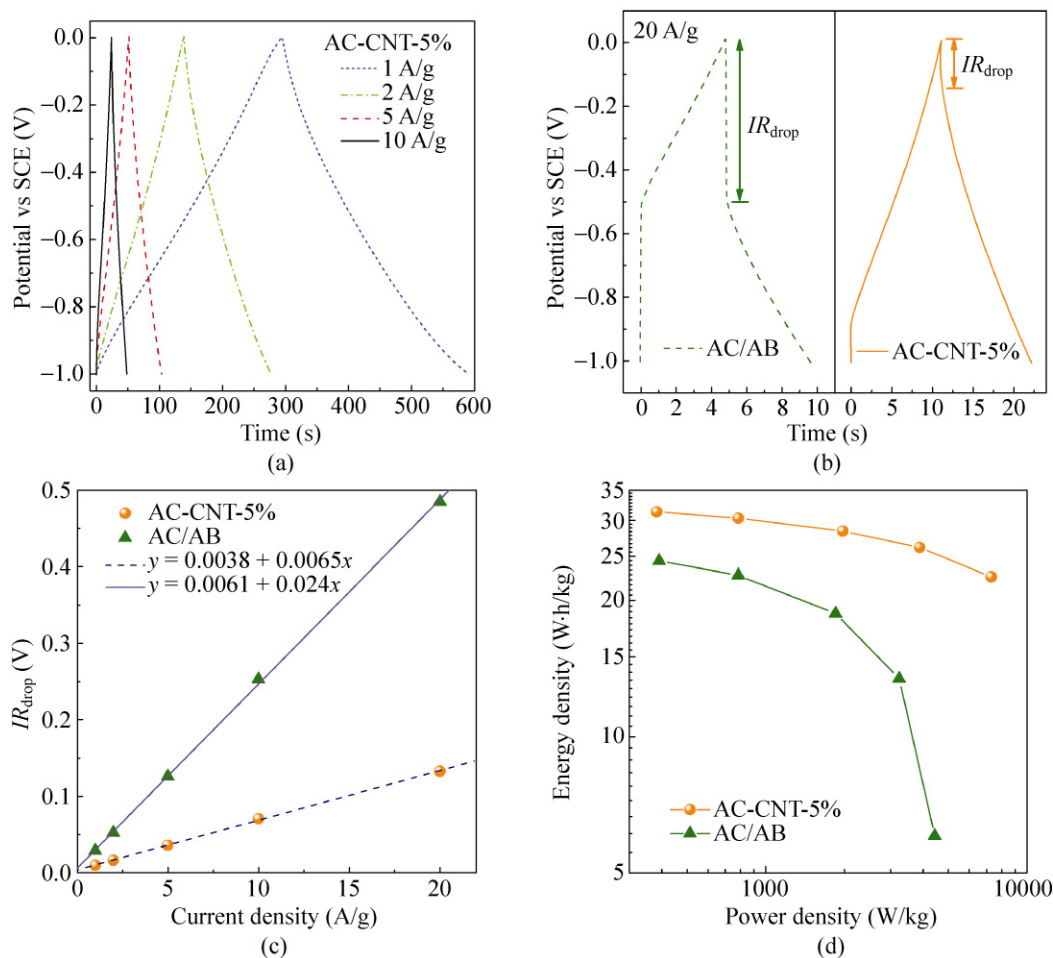 AC-CNT-5%
1 A/g
2 A/g
5 A/g
10 A/g
0.0
−0.2
−0.4
−0.6
−0.8
−1.0
Potential vs SCE (V)
0 100 200 300 400 500 600
Time (s)
(a)
20 A/g
IRdrop
IRdrop
0.0
−0.2
−0.4
−0.6
−0.8
−1.0
Potential vs SCE (V)
AC/AB
AC-CNT-5%
0 2 4 6 8 10 0 5 10 15 20
Time (s)
(b)
AC-CNT-5%
AC/AB
y = 0.0038 + 0.0065x
y = 0.0061 + 0.024x
0.5
0.4
0.3
0.2
0.1
0.0
IRdrop (V)
0 5 10 15 20
Current density (A/g)
(c)
35
30
25
20
15
10
5
Energy density (W·h/kg)
AC-CNT-5%
AC/AB
1000 10000
Power density (W/kg)
(d)